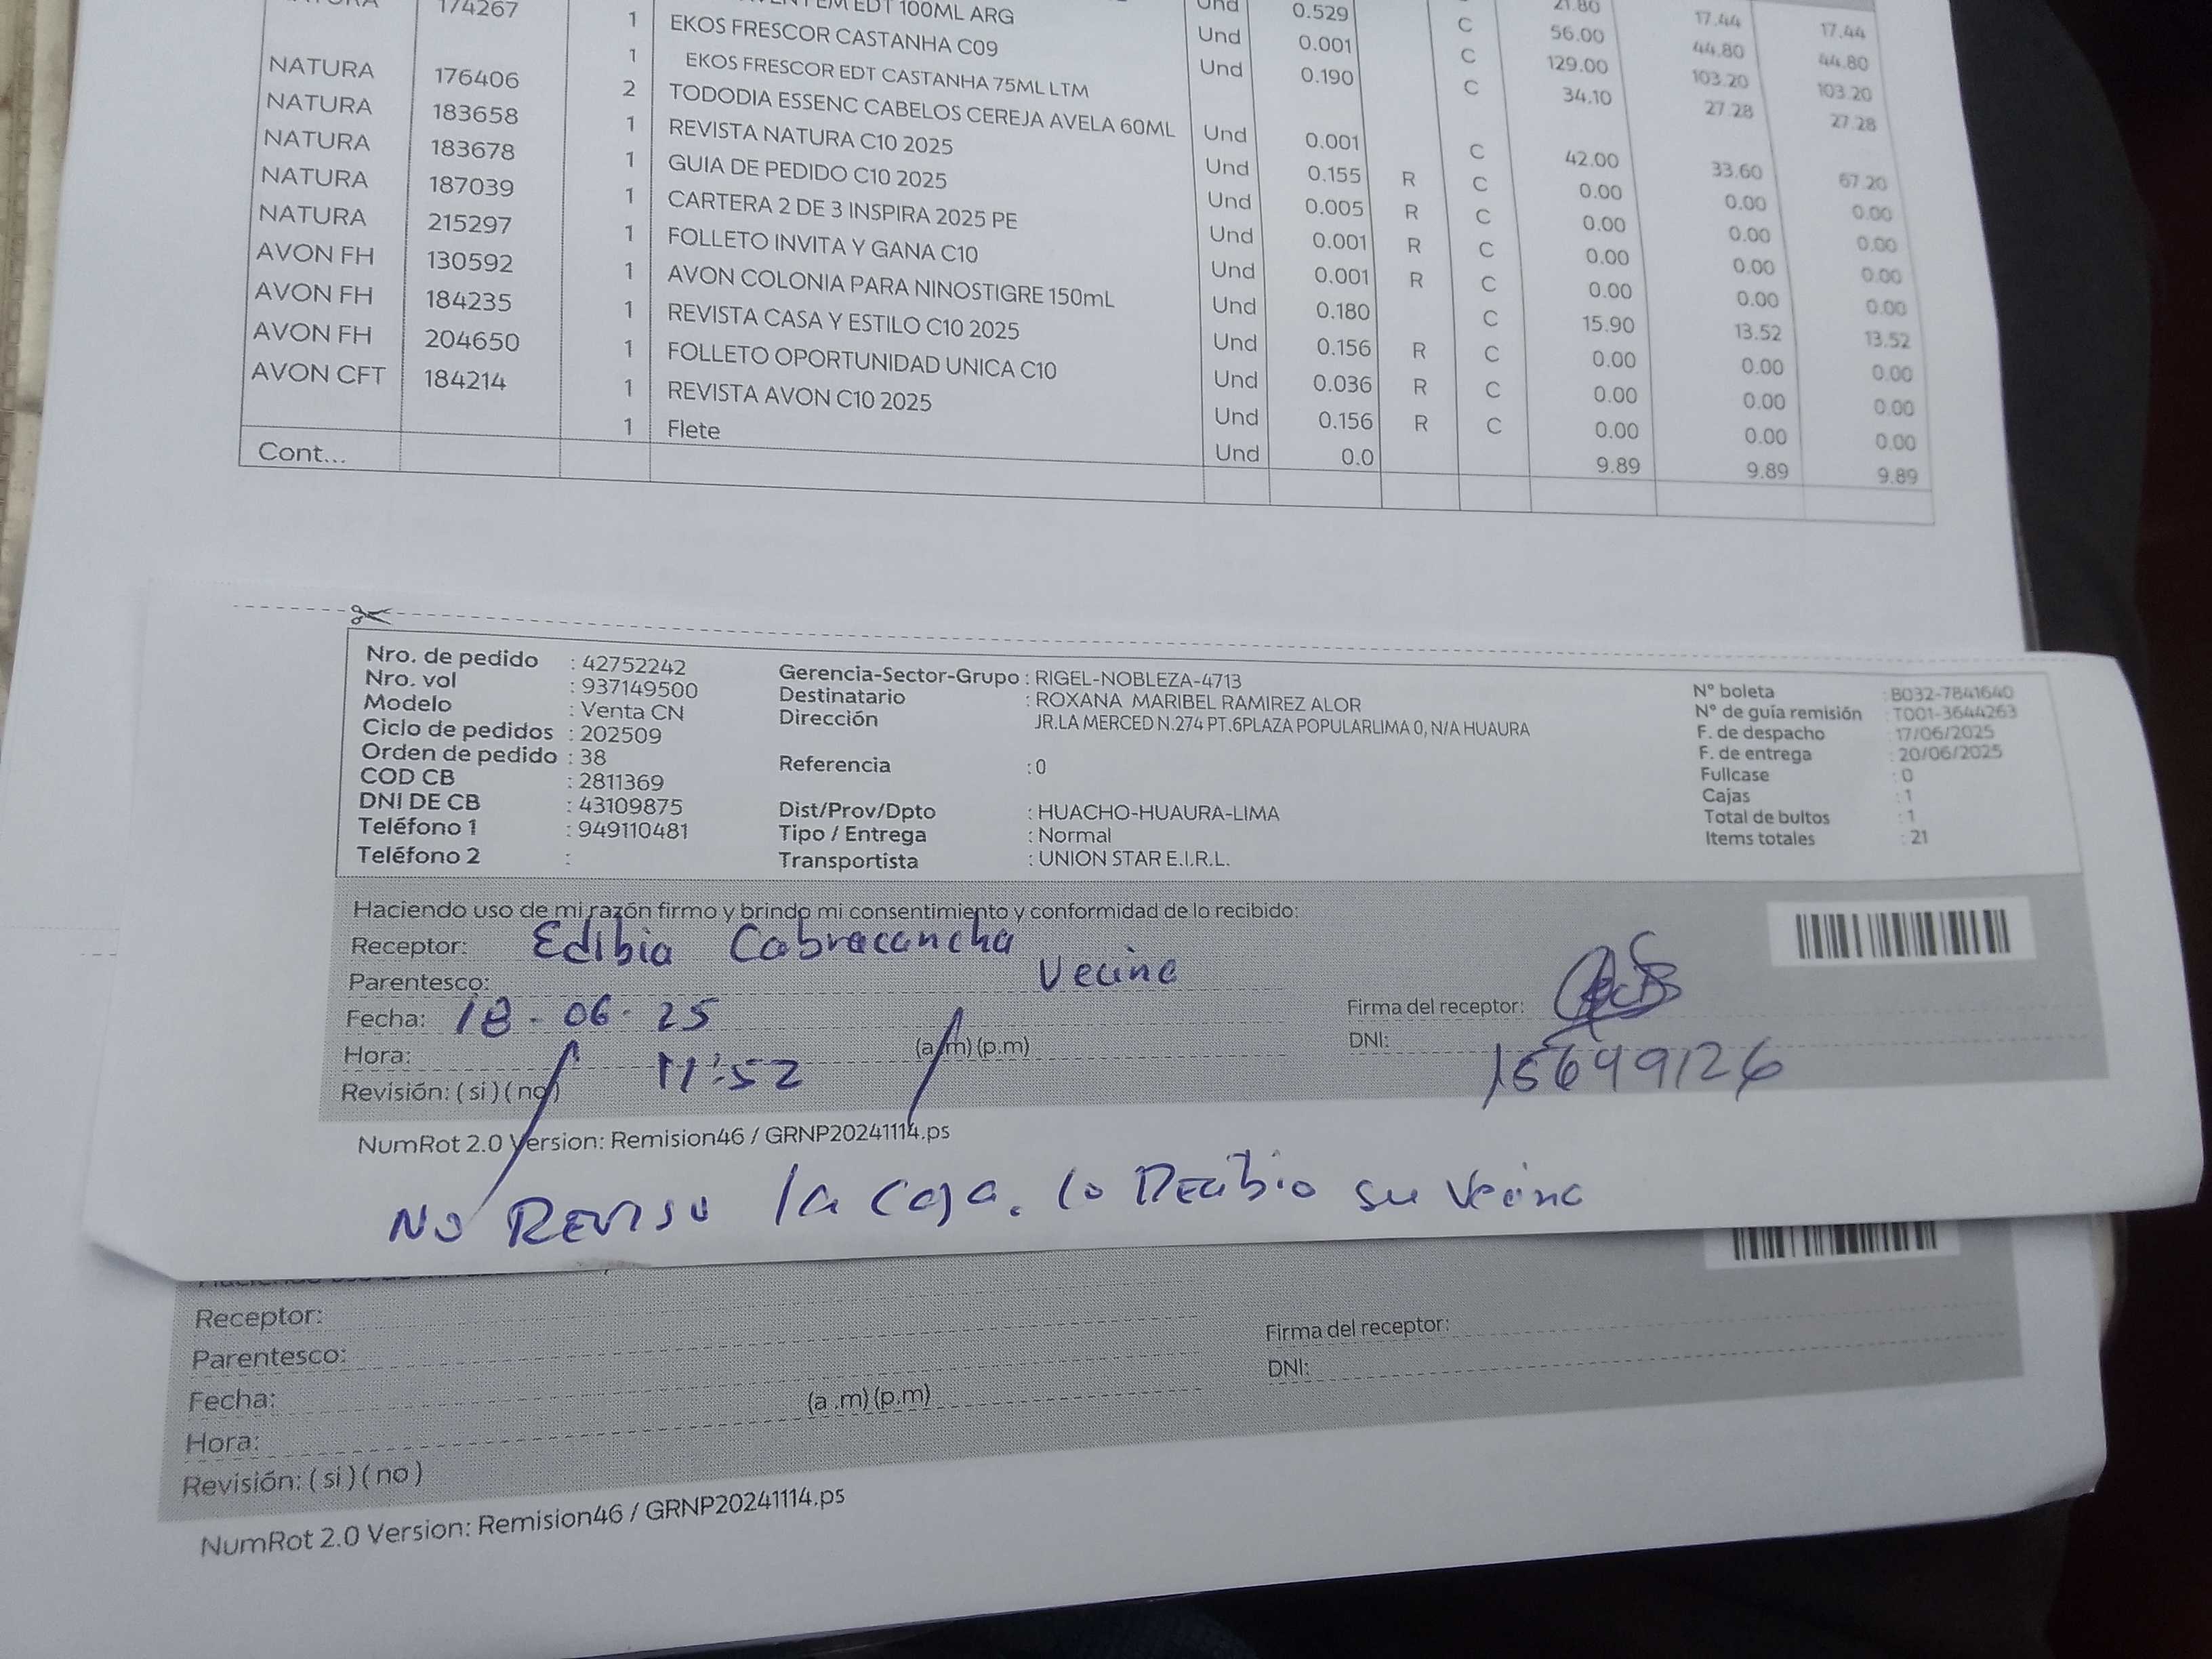 174267 EDT 100ML ARG Und 0.529 C 21.80 17.44 17.44
1 EKOS FRESCOR CASTANHA C09 Und 0.001 C 56.00 44.80 44.80
NATURA 176406 1 EKOS FRESCOR EDT CASTANHA 75ML LTM Und 0.190 C 129.00 103.20 103.20
NATURA 183658 2 TODODIA ESSENC CABELOS CEREJA AVELA 60ML Und 0.001 34.10 27.28 27.28
NATURA 183678 1 REVISTA NATURA C10 2025 Und 0.155 R C 42.00 33.60 67.20
NATURA 187039 1 GUIA DE PEDIDO C10 2025 Und 0.005 R C 0.00 0.00 0.00
NATURA 215297 1 CARTERA 2 DE 3 INSPIRA 2025 PE Und 0.001 R C 0.00 0.00 0.00
AVON FH 130592 1 FOLLETO INVITA Y GANA C10 Und 0.001 R C 0.00 0.00 0.00
AVON FH 184235 1 AVON COLONIA PARA NINOSTIGRE 150mL Und 0.180 C 0.00 0.00 0.00
AVON FH 204650 1 REVISTA CASA Y ESTILO C10 2025 Und 0.156 R C 15.90 13.52 13.52
AVON CFT 184214 1 FOLLETO OPORTUNIDAD UNICA C10 Und 0.036 R C 0.00 0.00 0.00
1 REVISTA AVON C10 2025 Und 0.156 R C 0.00 0.00 0.00
1 Flete Und 0.0 0.00 0.00 0.00
Cont... 9.89 9.89 9.89
Nro. de pedido : 42752242 Gerencia-Sector-Grupo : RIGEL-NOBLEZA-4713 N° boleta : B032-7841640
Nro. vol : 937149500 Destinatario : ROXANA MARIBEL RAMIREZ ALOR N° de guía remisión : T001-3644263
Modelo : Venta CN Dirección JR.LA MERCED N.274 PT.6PLAZA POPULARLIMA 0, N/A HUAURA F. de despacho : 17/06/2025
Ciclo de pedidos : 202509 F. de entrega : 20/06/2025
Orden de pedido : 38 Referencia : 0 Fullcase : 0
COD CB : 2811369 Cajas : 1
DNI DE CB : 43109875 Dist/Prov/Dpto : HUACHO-HUAURA-LIMA Total de bultos : 1
Teléfono 1 : 949110481 Tipo / Entrega : Normal Items totales : 21
Teléfono 2 : Transportista : UNION STAR E.I.R.L.
Haciendo uso de mi razón firmo y brindo mi consentimiento y conformidad de lo recibido:
Receptor: Edibia Cabracancha
Parentesco: Vecina
Fecha: 18-06-25 Firma del receptor:
Hora: 11:52 (a.m)(p.m) DNI: 15649126
Revisión: ( si ) ( no )
NumRot 2.0 Version: Remision46 / GRNP20241114.ps
NO REVISO la caja. lo Recibio su vecina
Receptor:
Parentesco: Firma del receptor:
Fecha: DNI:
Hora: (a .m) (p.m)
Revisión: ( si ) ( no )
NumRot 2.0 Version: Remision46 / GRNP20241114.ps